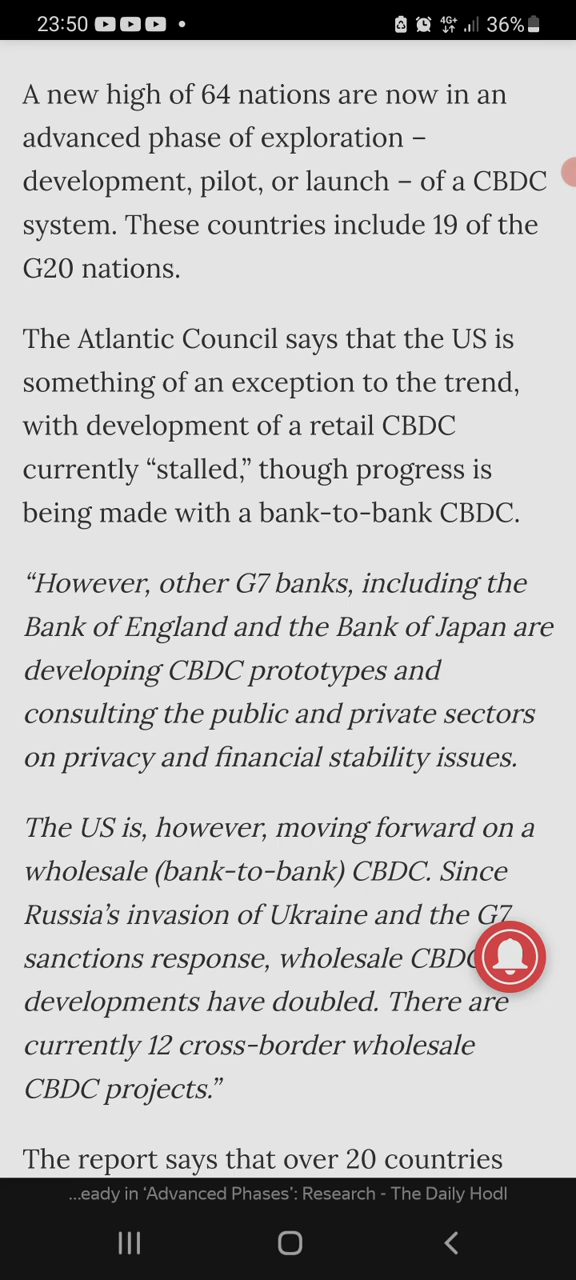 23:50
4G+
36%
A new high of 64 nations are now in an
advanced phase of exploration –
development, pilot, or launch – of a CBDC
system. These countries include 19 of the
G20 nations.
The Atlantic Council says that the US is
something of an exception to the trend,
with development of a retail CBDC
currently “stalled,” though progress is
being made with a bank-to-bank CBDC.
“However, other G7 banks, including the
Bank of England and the Bank of Japan are
developing CBDC prototypes and
consulting the public and private sectors
on privacy and financial stability issues.
The US is, however, moving forward on a
wholesale (bank-to-bank) CBDC. Since
Russia’s invasion of Ukraine and the G7
sanctions response, wholesale CBDC
developments have doubled. There are
currently 12 cross-border wholesale
CBDC projects.”
The report says that over 20 countries
...eady in ‘Advanced Phases’: Research - The Daily Hodl